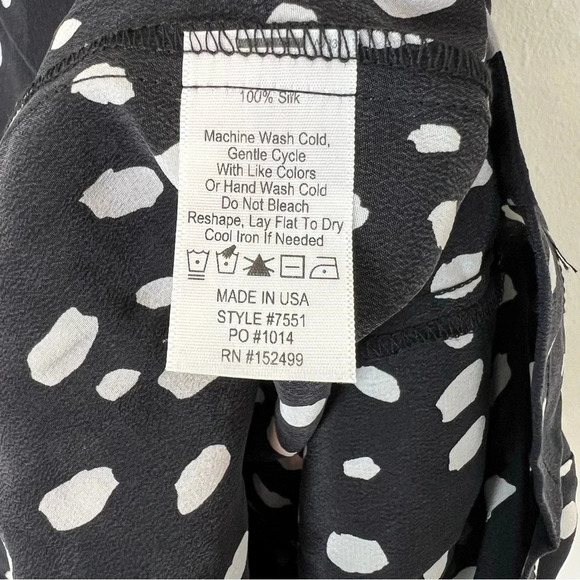 100% Silk
Machine Wash Cold,
Gentle Cycle
With Like Colors
Or Hand Wash Cold
Do Not Bleach
Reshape, Lay Flat To Dry
Cool Iron If Needed
MADE IN USA
STYLE #7551
PO #1014
RN #152499